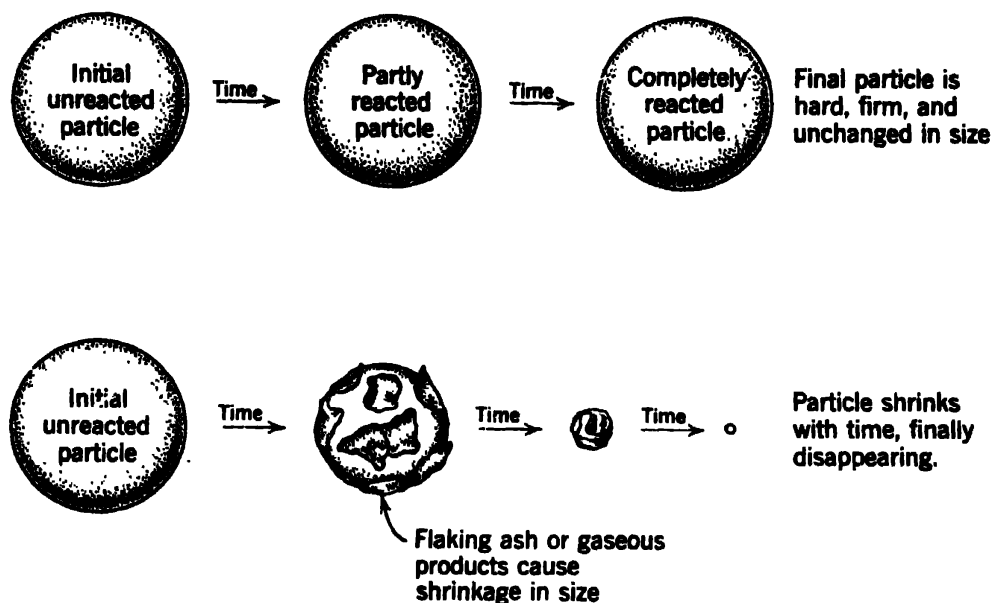 Initial
unreacted
particle
Time
Partly
reacted
particle
Time
Completely
reacted
particle
Final particle is
hard, firm, and
unchanged in size
Initial
unreacted
particle
Time
Time
Time
Particle shrinks
with time, finally
disappearing.
Flaking ash or gaseous
products cause
shrinkage in size